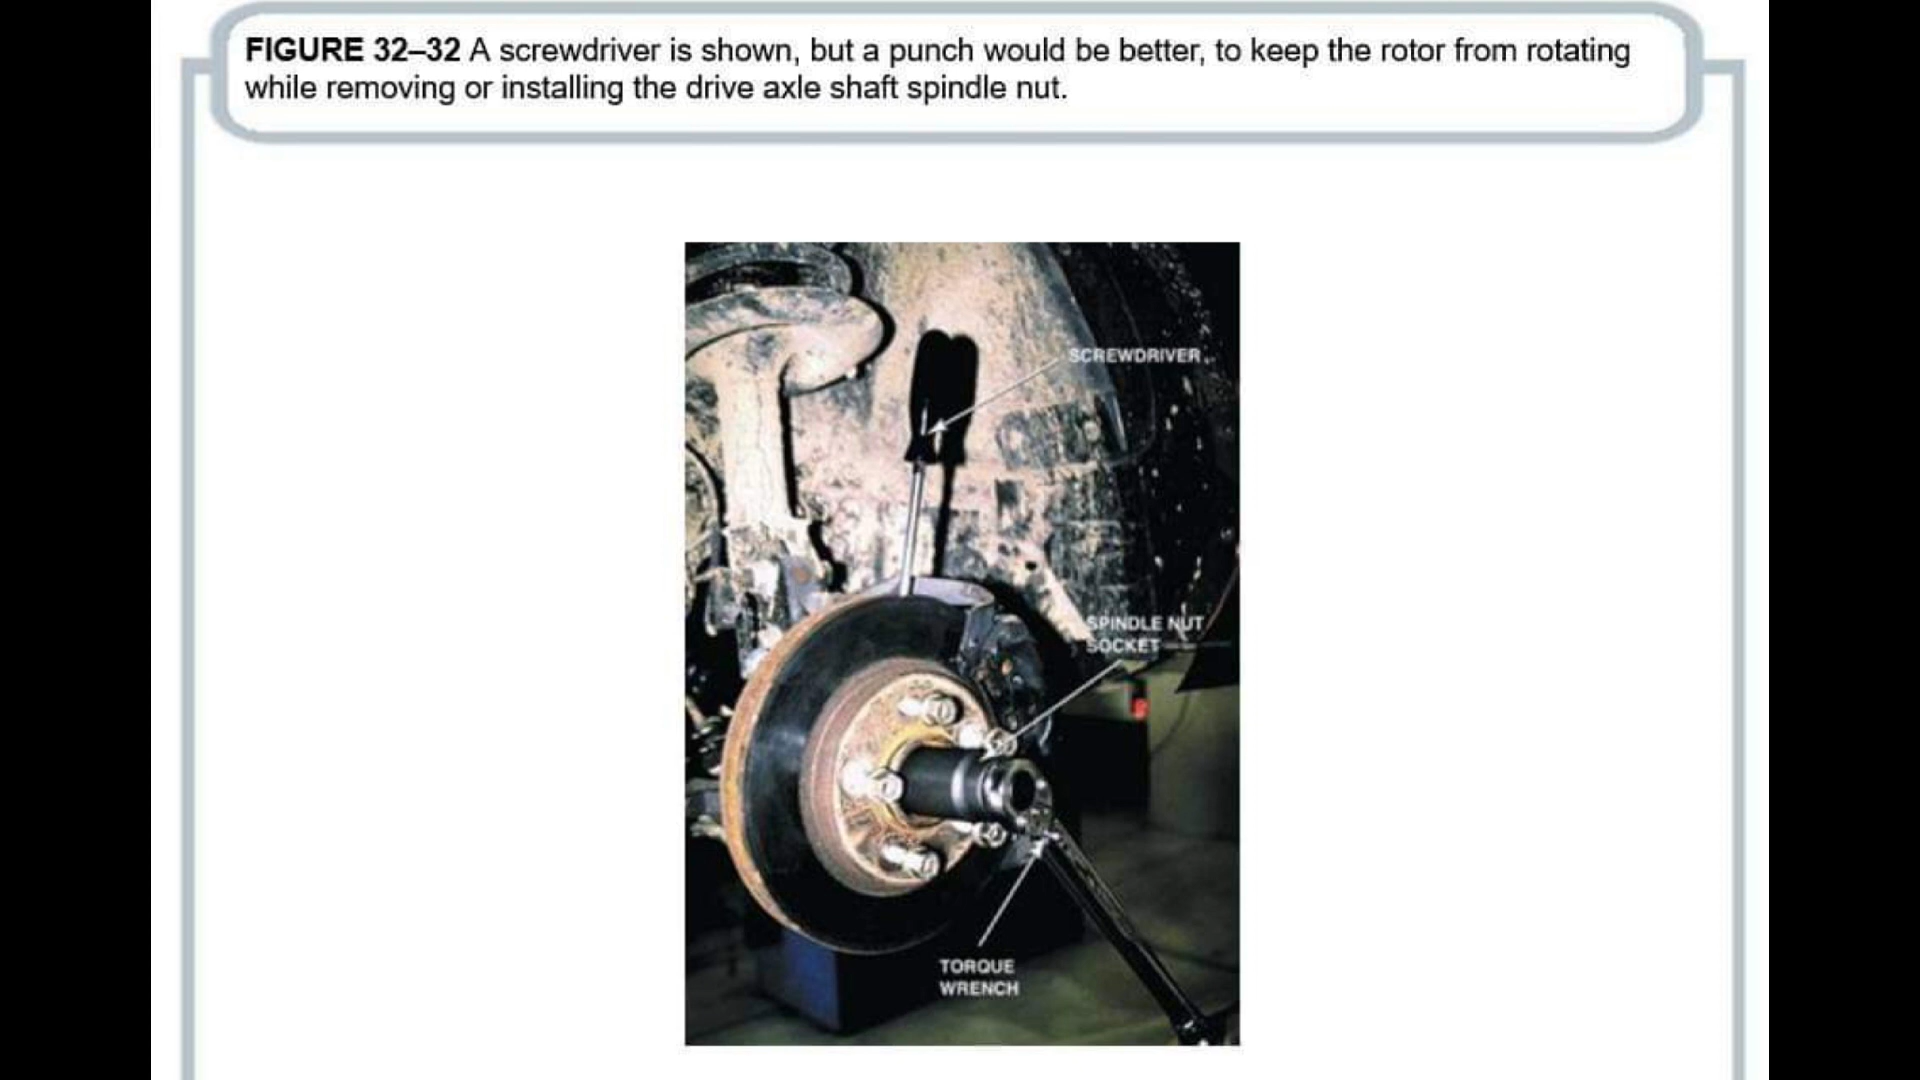 FIGURE 32–32 A screwdriver is shown, but a punch would be better, to keep the rotor from rotating
while removing or installing the drive axle shaft spindle nut.
SCREWDRIVER
SPINDLE NUT
SOCKET
TORQUE
WRENCH